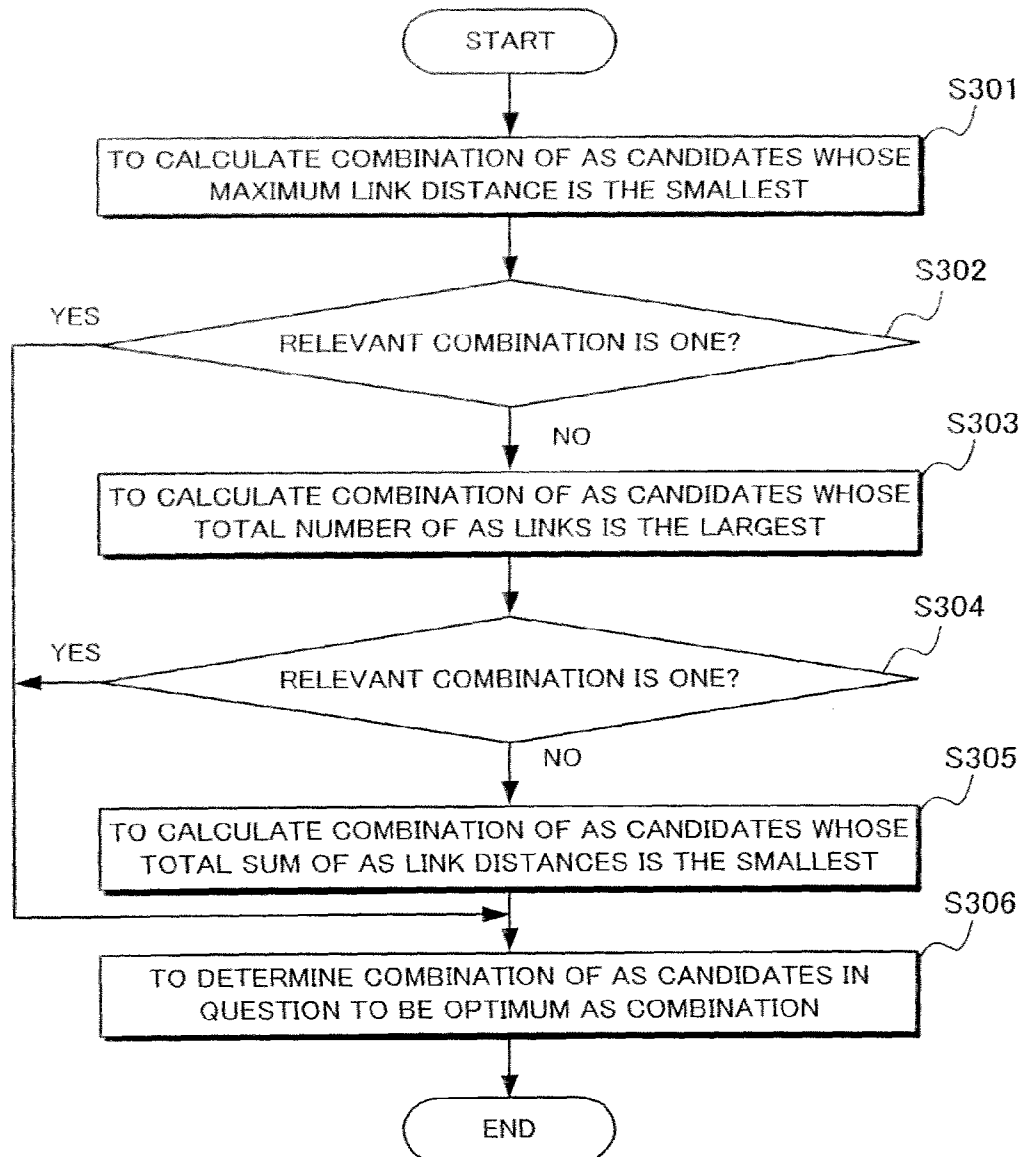 START
S301
TO CALCULATE COMBINATION OF AS CANDIDATES WHOSE
MAXIMUM LINK DISTANCE IS THE SMALLEST
S302
YES
RELEVANT COMBINATION IS ONE?
NO
S303
TO CALCULATE COMBINATION OF AS CANDIDATES WHOSE
TOTAL NUMBER OF AS LINKS IS THE LARGEST
S304
YES
RELEVANT COMBINATION IS ONE?
NO
S305
TO CALCULATE COMBINATION OF AS CANDIDATES WHOSE
TOTAL SUM OF AS LINK DISTANCES IS THE SMALLEST
S306
TO DETERMINE COMBINATION OF AS CANDIDATES IN
QUESTION TO BE OPTIMUM AS COMBINATION
END